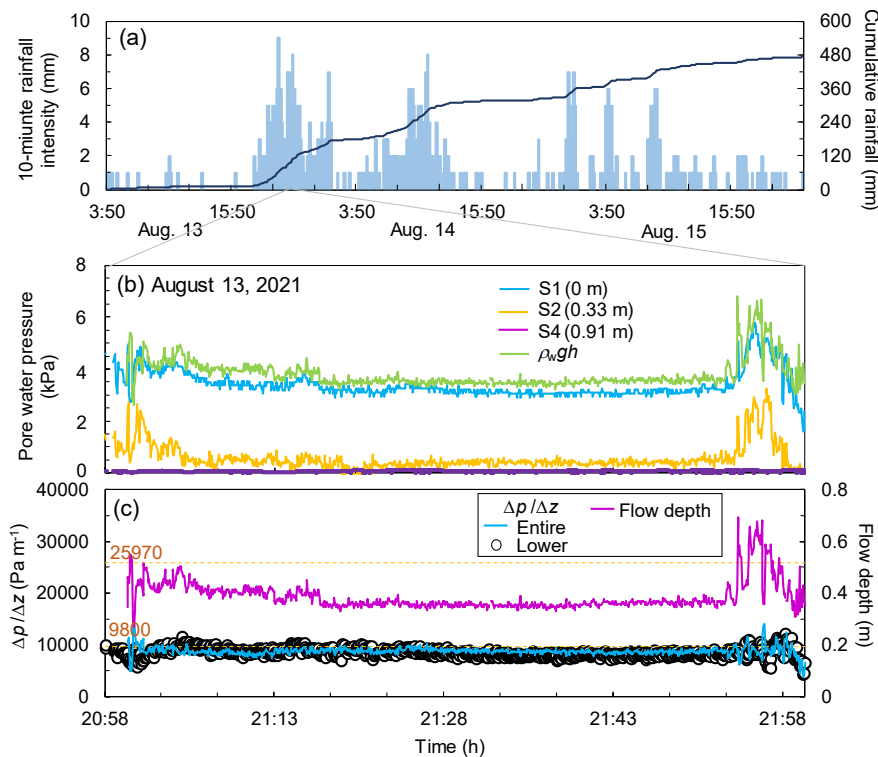 (a)
10-miunte rainfall
intensity (mm)
10
8
6
4
2
0
Cumulative rainfall
(mm)
600
480
360
240
120
0
3:50 15:50 3:50 15:50 3:50 15:50
Aug. 13 Aug. 14 Aug. 15
(b) August 13, 2021
Pore water pressure
(kPa)
8
6
4
2
0
S1 (0 m)
S2 (0.33 m)
S4 (0.91 m)
ρwgh
(c)
Δp/Δz (Pa m⁻¹)
40000
30000
20000
10000
0
25970
9800
Δp/Δz
Entire
Lower
Flow depth
Flow depth (m)
0.8
0.6
0.4
0.2
0.0
20:58 21:13 21:28 21:43 21:58
Time (h)